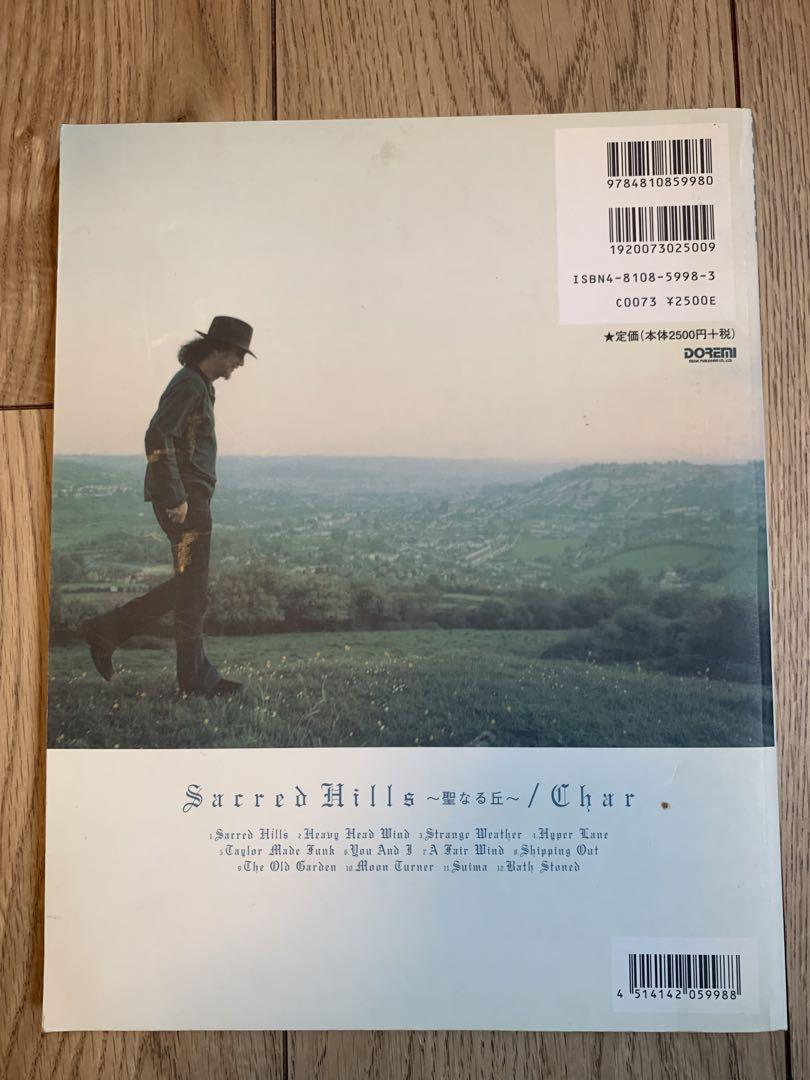 9784810859980
1920073025009
ISBN4-8108-5998-3
C0073 ¥2500E
★定価(本体2500円+税)
DOREMI
Sacred Hills 〜聖なる丘〜 / Char
1.Sacred Hills 2.Heavy Head Wind 3.Strange Weather 4.Hyper Lane
5.Taylor Made Funk 6.You And I 7.A Fair Wind 8.Shipping Out
9.The Old Garden 10.Moon Turner 11.Suima 12.Bath Stoned
4 514142 059988